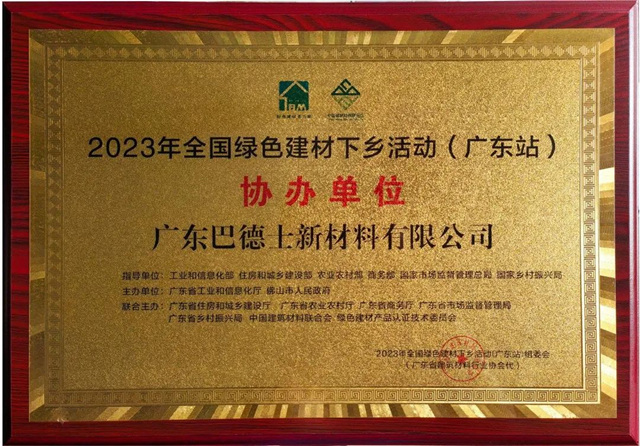 2023年全国绿色建材下乡活动（广东站）
协办单位
广东巴德士新材料有限公司
指导单位：工业和信息化部 住房和城乡建设部 农业农村部 商务部 国家市场监督管理总局 国家乡村振兴局
主办单位：广东省工业和信息化厅 佛山市人民政府
联合主办：广东省住房和城乡建设厅 广东省农业农村厅 广东省商务厅 广东省市场监督管理局
广东省乡村振兴局 中国建筑材料联合会 绿色建材产品认证技术委员会
2023年全国绿色建材下乡活动(广东站)组委会
（广东省建筑材料行业协会代）